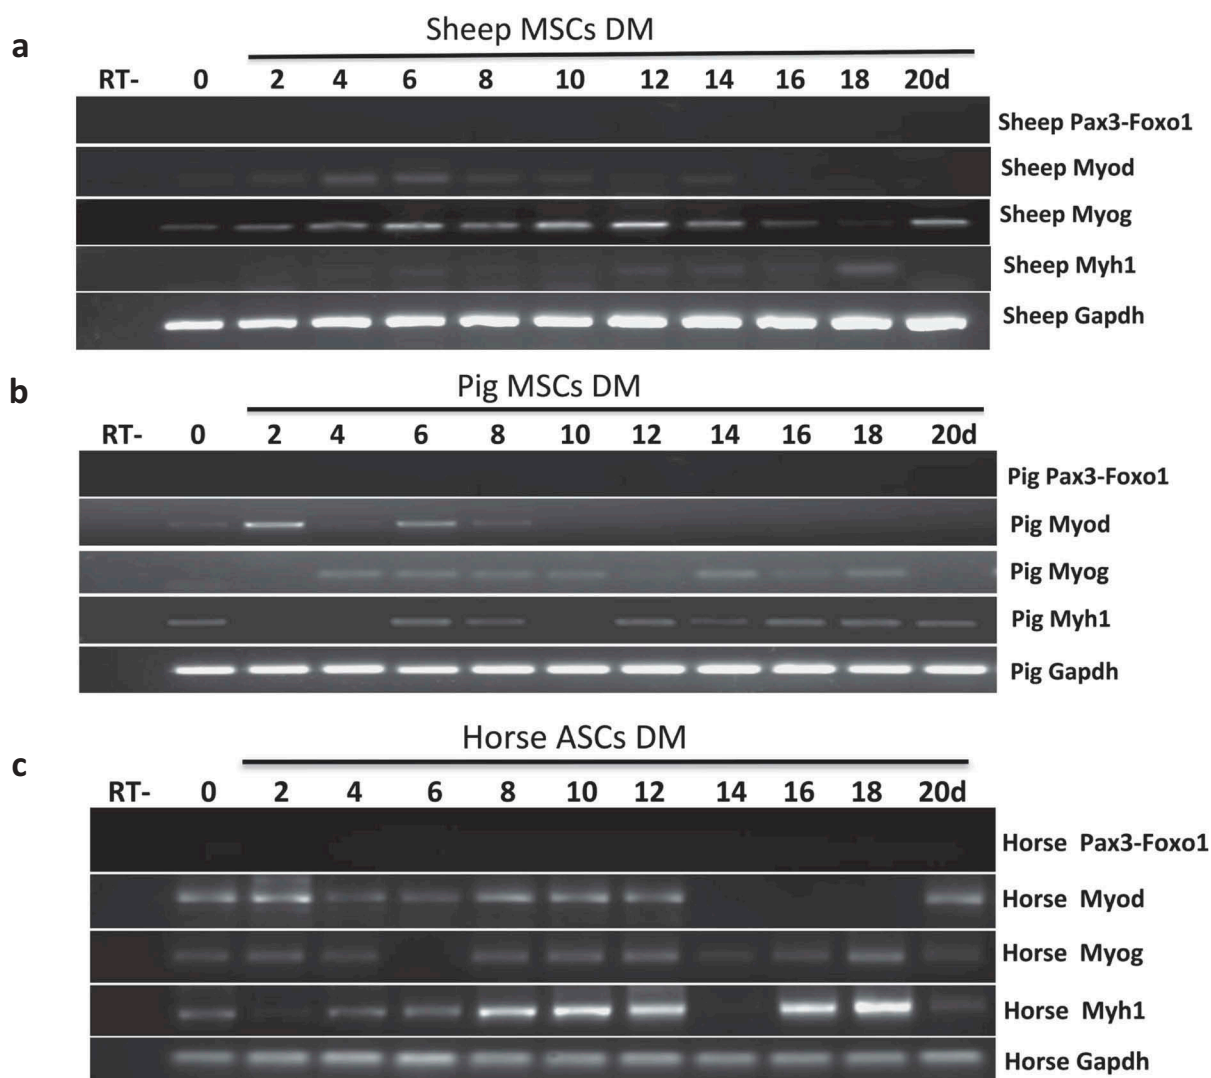 a
Sheep MSCs DM
RT- 0 2 4 6 8 10 12 14 16 18 20d
Sheep Pax3-Foxo1
Sheep Myod
Sheep Myog
Sheep Myh1
Sheep Gapdh
b
Pig MSCs DM
RT- 0 2 4 6 8 10 12 14 16 18 20d
Pig Pax3-Foxo1
Pig Myod
Pig Myog
Pig Myh1
Pig Gapdh
c
Horse ASCs DM
RT- 0 2 4 6 8 10 12 14 16 18 20d
Horse Pax3-Foxo1
Horse Myod
Horse Myog
Horse Myh1
Horse Gapdh